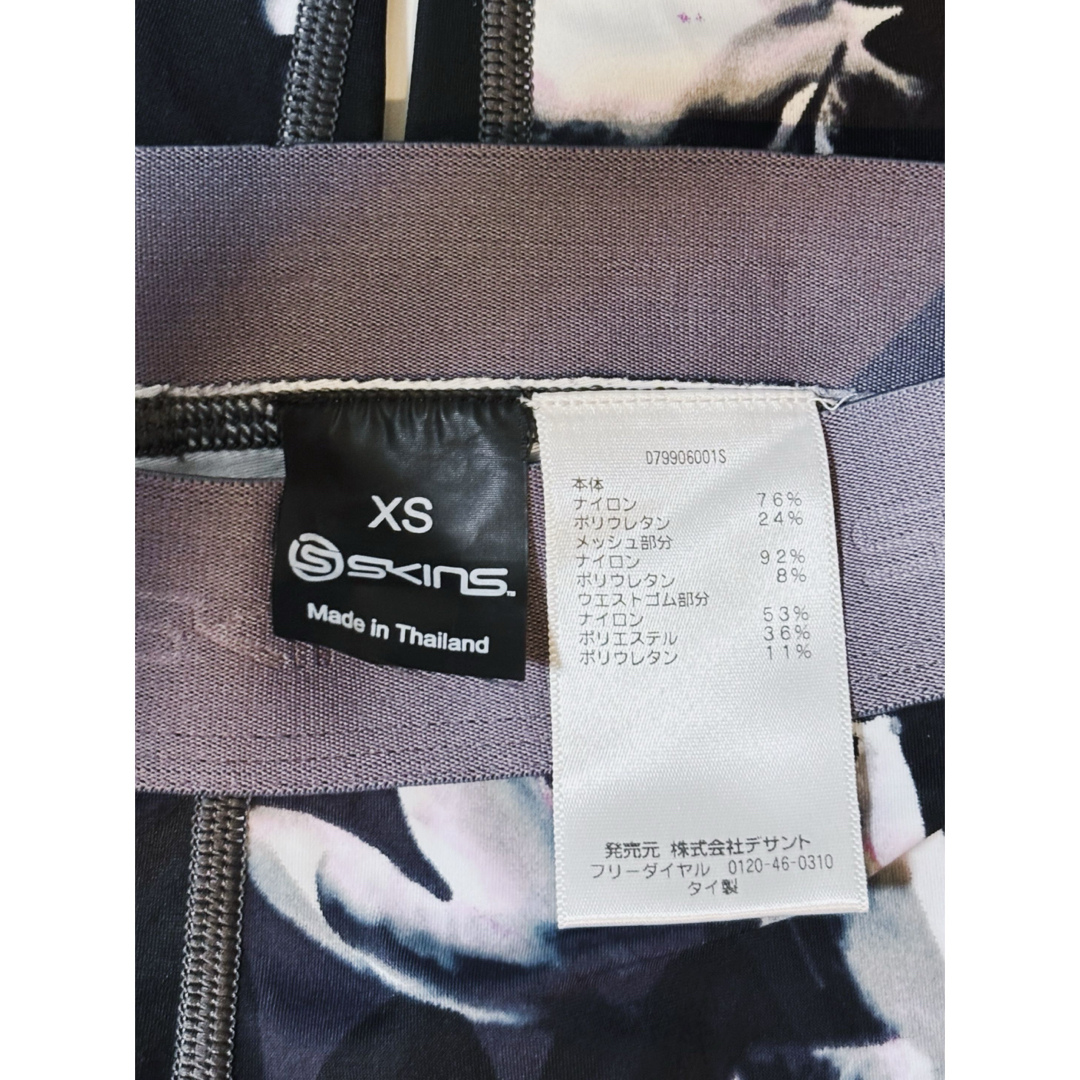 XS
SKINS™
Made in Thailand
D79906001S
本体
ナイロン 76%
ポリウレタン 24%
メッシュ部分
ナイロン 92%
ポリウレタン 8%
ウエストゴム部分
ナイロン 53%
ポリエステル 36%
ポリウレタン 11%
発売元 株式会社デサント
フリーダイヤル 0120-46-0310
タイ製